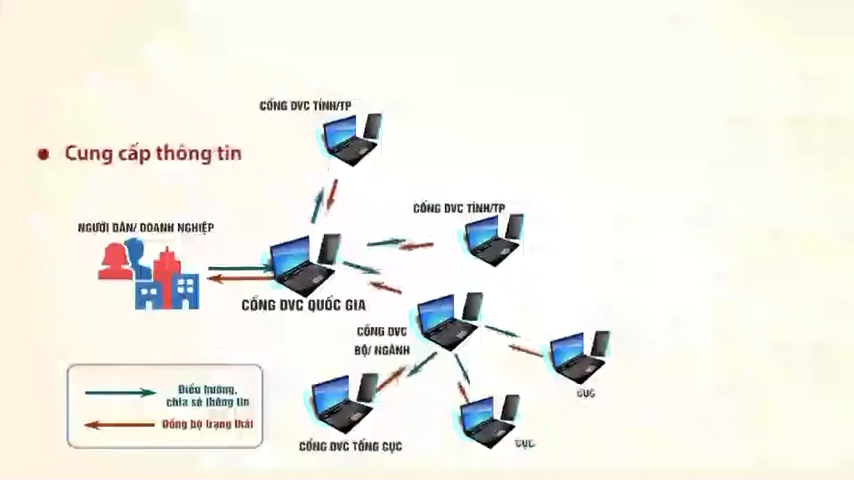 CỔNG DVC TỈNH/TP
Cung cấp thông tin
CỔNG DVC TỈNH/TP
NGƯỜI DÂN/ DOANH NGHIỆP
CỔNG DVC QUỐC GIA
CỔNG DVC
BỘ/ NGÀNH
Điều hướng,
chia sẻ thông tin
Đồng bộ trạng thái
CỤC
CỔNG DVC TỔNG CỤC
CỤC